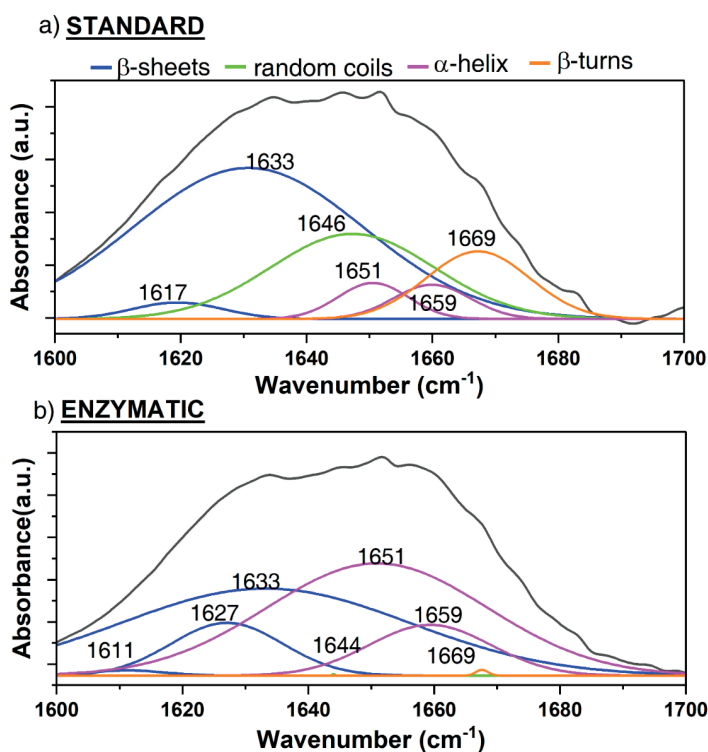 a) STANDARD
β-sheets random coils α-helix β-turns
Absorbance (a.u.)
1633
1646
1669
1651
1617
1659
1600 1620 1640 1660 1680 1700
Wavenumber (cm-1)
b) ENZYMATIC
Absorbance(a.u.)
1651
1633
1627
1659
1611
1644
1669
1600 1620 1640 1660 1680 1700
Wavenumber (cm-1)